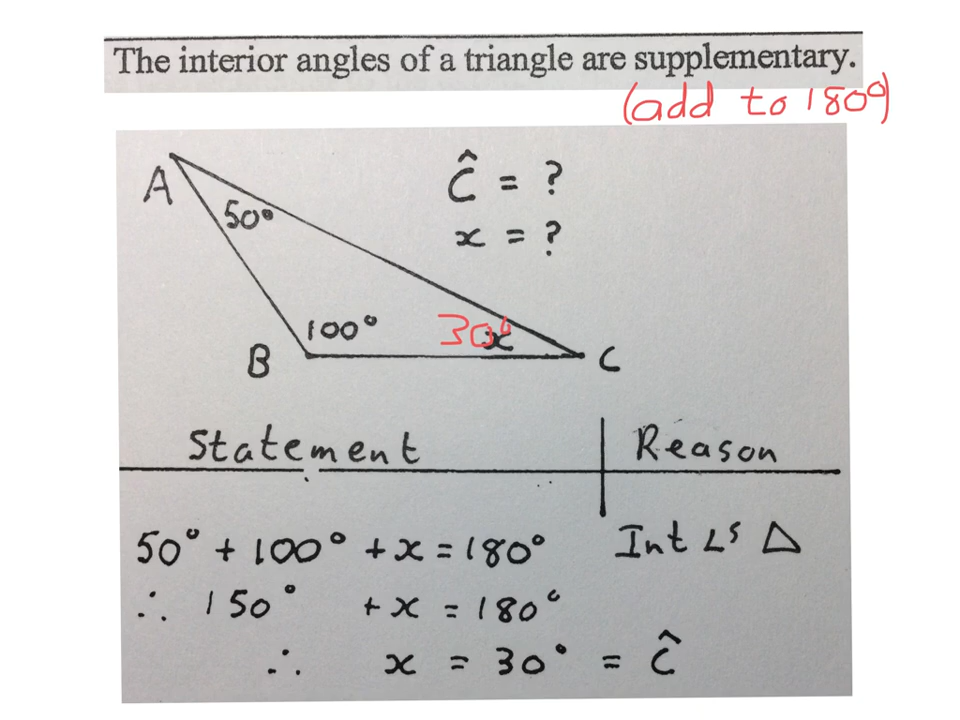 The interior angles of a triangle are supplementary.
(add to 180°)
A
Ĉ = ?
50°
x = ?
100°
30°
x
B
C
Statement
Reason
50° + 100° + x = 180°
Int ∠s △
∴ 150° + x = 180°
∴ x = 30° = Ĉ